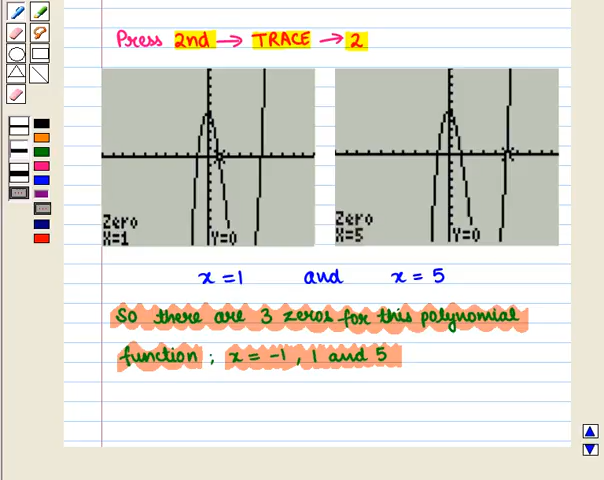 Press 2nd → TRACE → 2
Zero
X=1 Y=0
Zero
X=5 Y=0
x = 1 and x = 5
So there are 3 zeros for this polynomial
function ; x = -1, 1 and 5